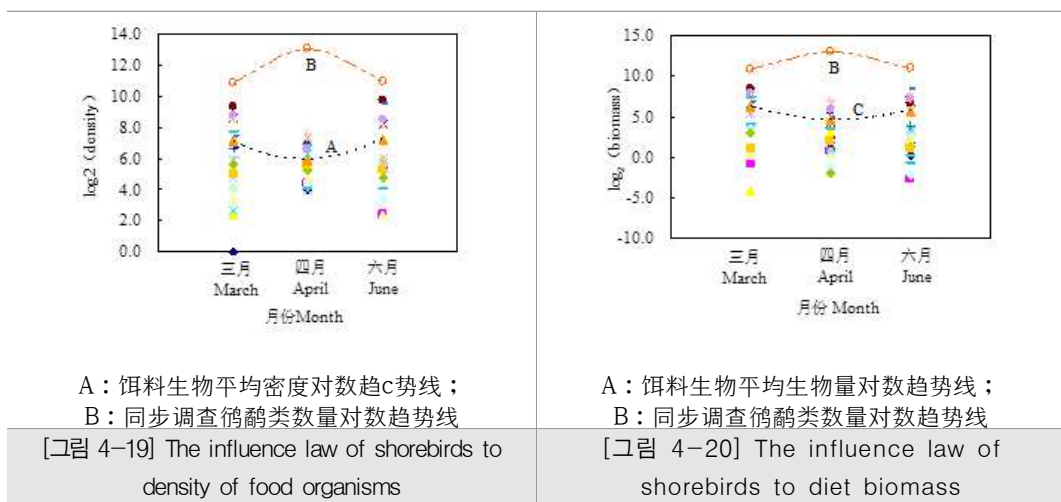 14.0
12.0
10.0
8.0
6.0
4.0
2.0
0.0
log2 (density)
B
A
三月 四月 六月
March April June
月份Month
A：饵料生物平均密度对数趋c势线；
B：同步调查鸻鹬类数量对数趋势线
[그림 4-19] The influence law of shorebirds to
density of food organisms
15.0
10.0
5.0
0.0
-5.0
-10.0
log₂ (biomass)
B
C
三月 四月 六月
March April June
月份 Month
A：饵料生物平均生物量对数趋势线；
B：同步调查鸻鹬类数量对数趋势线
[그림 4-20] The influence law of
shorebirds to diet biomass